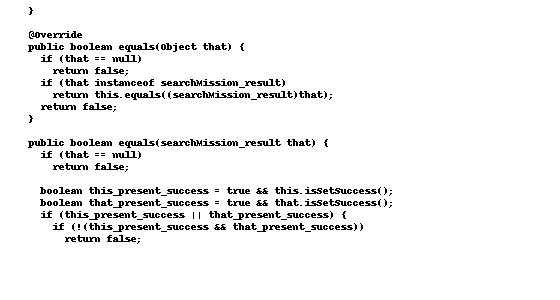 }

@Override
public boolean equals(Object that) {
  if (that == null)
    return false;
  if (that instanceof searchMission_result)
    return this.equals((searchMission_result)that);
  return false;
}

public boolean equals(searchMission_result that) {
  if (that == null)
    return false;

  boolean this_present_success = true && this.isSetSuccess();
  boolean that_present_success = true && that.isSetSuccess();
  if (this_present_success || that_present_success) {
    if (!(this_present_success && that_present_success))
      return false;